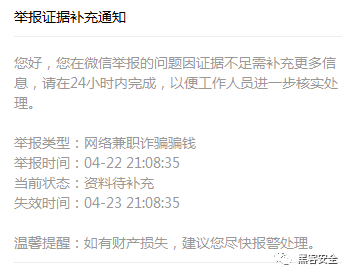 举报证据补充通知
您好，您在微信举报的问题因证据不足需补充更多信
息，请在24小时内完成，以便工作人员进一步核实处
理。
举报类型：网络兼职诈骗骗钱
举报时间：04-22 21:08:35
当前状态：资料待补充
失效时间：04-23 21:08:35
温馨提醒：如有财产损失，建议您尽快报警处理。
黑客安全